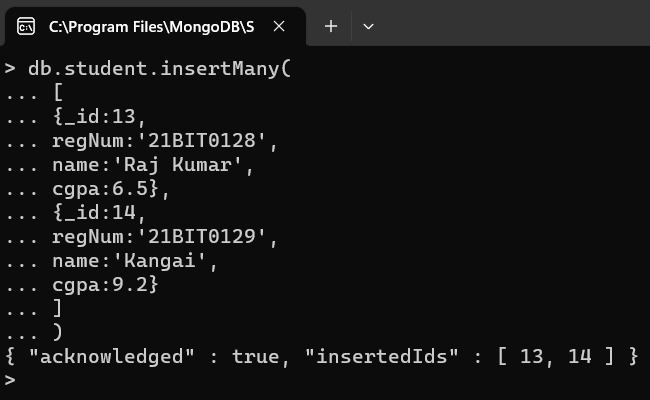 C:\Program Files\MongoDB\S
> db.student.insertMany(
... [
... {_id:13,
... regNum:'21BIT0128',
... name:'Raj Kumar',
... cgpa:6.5},
... {_id:14,
... regNum:'21BIT0129',
... name:'Kangai',
... cgpa:9.2}
... ]
... )
{ "acknowledged" : true, "insertedIds" : [ 13, 14 ] }
>